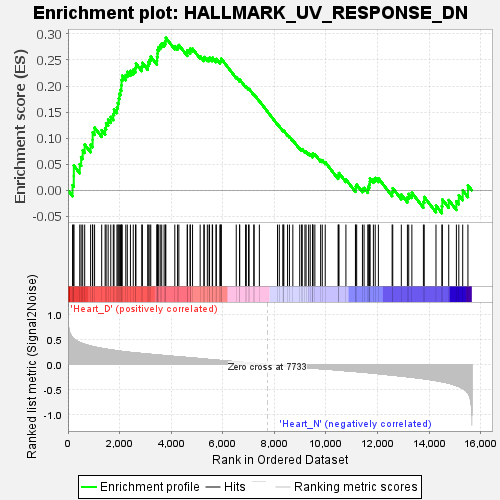 Enrichment plot: HALLMARK_UV_RESPONSE_DN
Enrichment score (ES)
0.30
0.25
0.20
0.15
0.10
0.05
0.00
-0.05
'Heart_D' (positively correlated)
Ranked list metric (Signal2Noise)
1.0
0.5
0.0
-0.5
-1.0
Zero cross at 7733
'Heart_N' (negatively correlated)
0 2,000 4,000 6,000 8,000 10,000 12,000 14,000 16,000
Rank in Ordered Dataset
Enrichment profile Hits Ranking metric scores